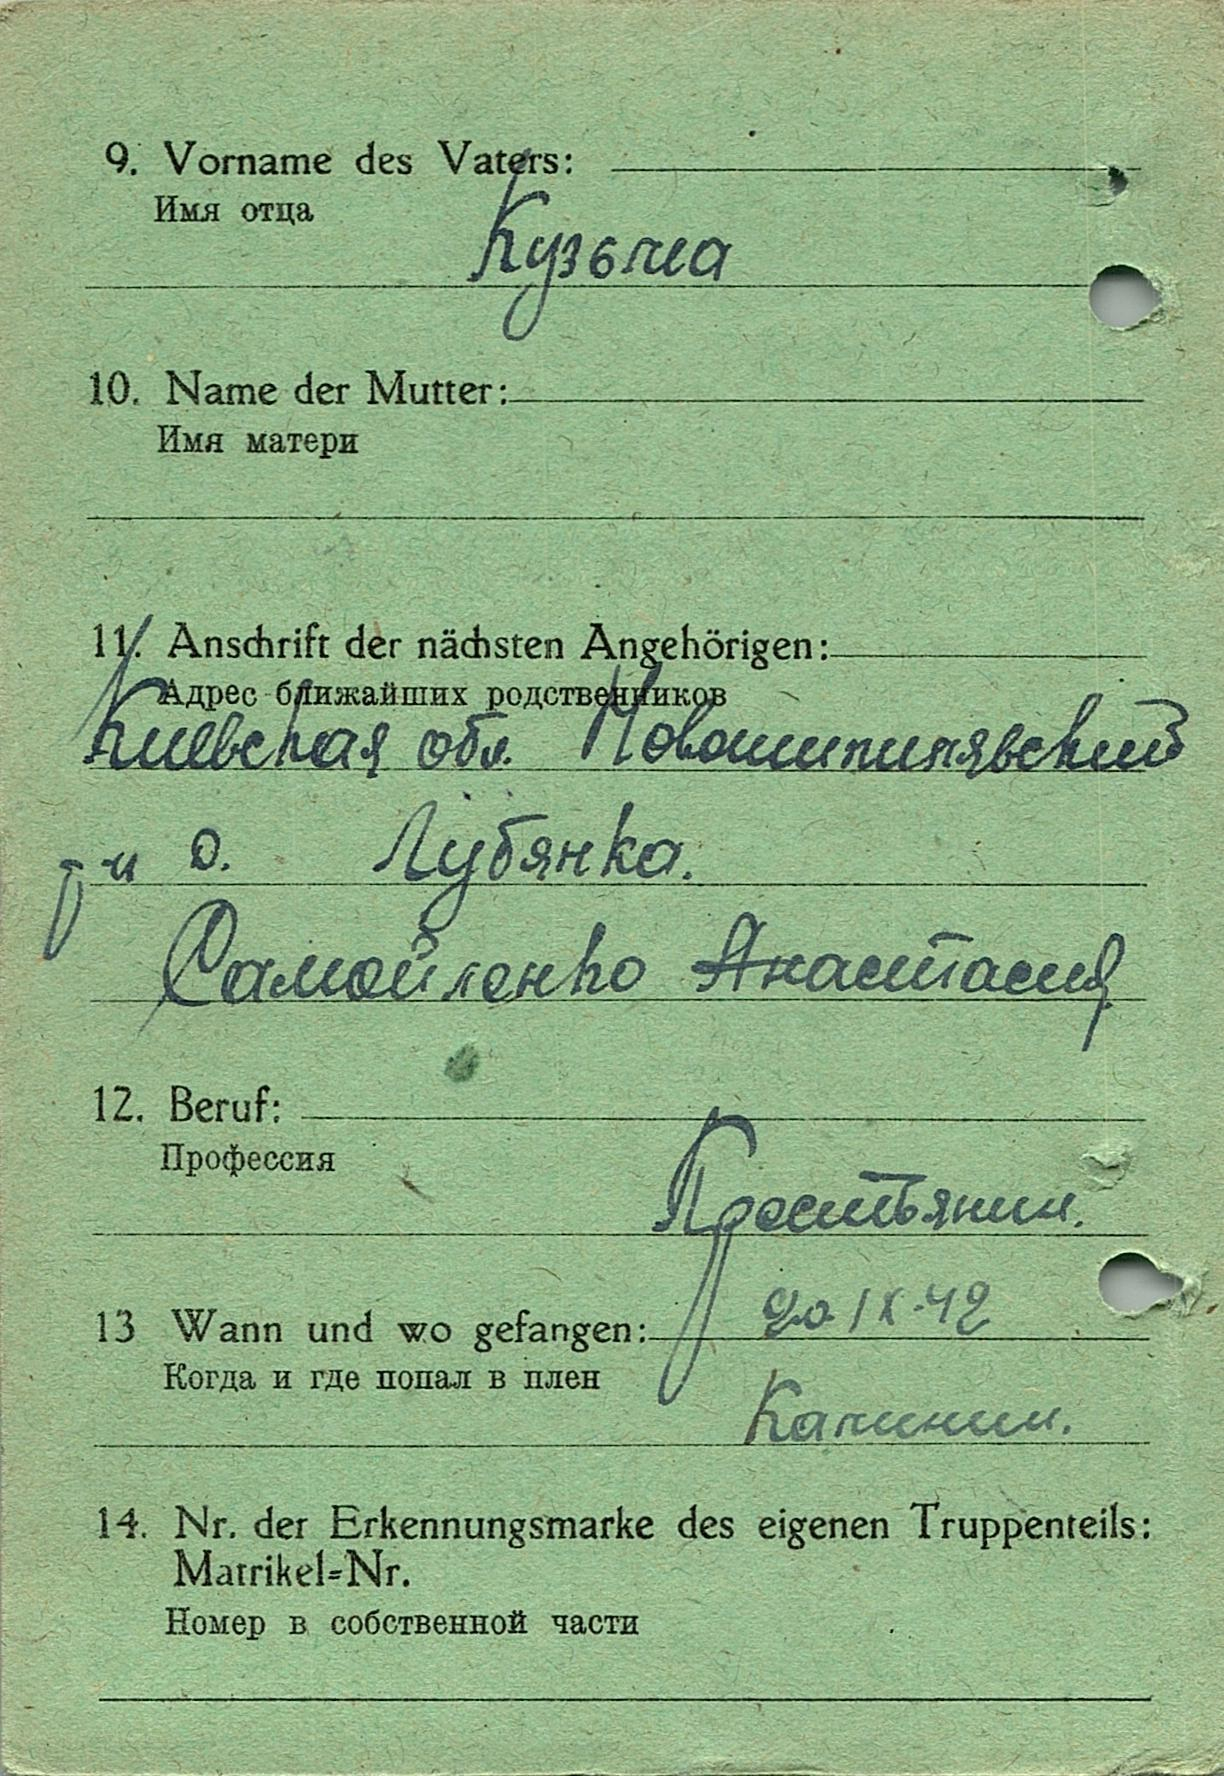 9. Vorname des Vaters:
Имя отца
Кузьма
10. Name der Mutter:
Имя матери
11. Anschrift der nächsten Angehörigen:
Адрес ближайших родственников
Киевская обл. Новошипилявский
р-н с. Лубянка.
Самойленко Анастасия
12. Beruf:
Профессия
Крестьянин.
13 Wann und wo gefangen:
IX.42
Когда и где попал в плен
Калинин.
14. Nr. der Erkennungsmarke des eigenen Truppenteils:
Matrikel=Nr.
Номер в собственной части